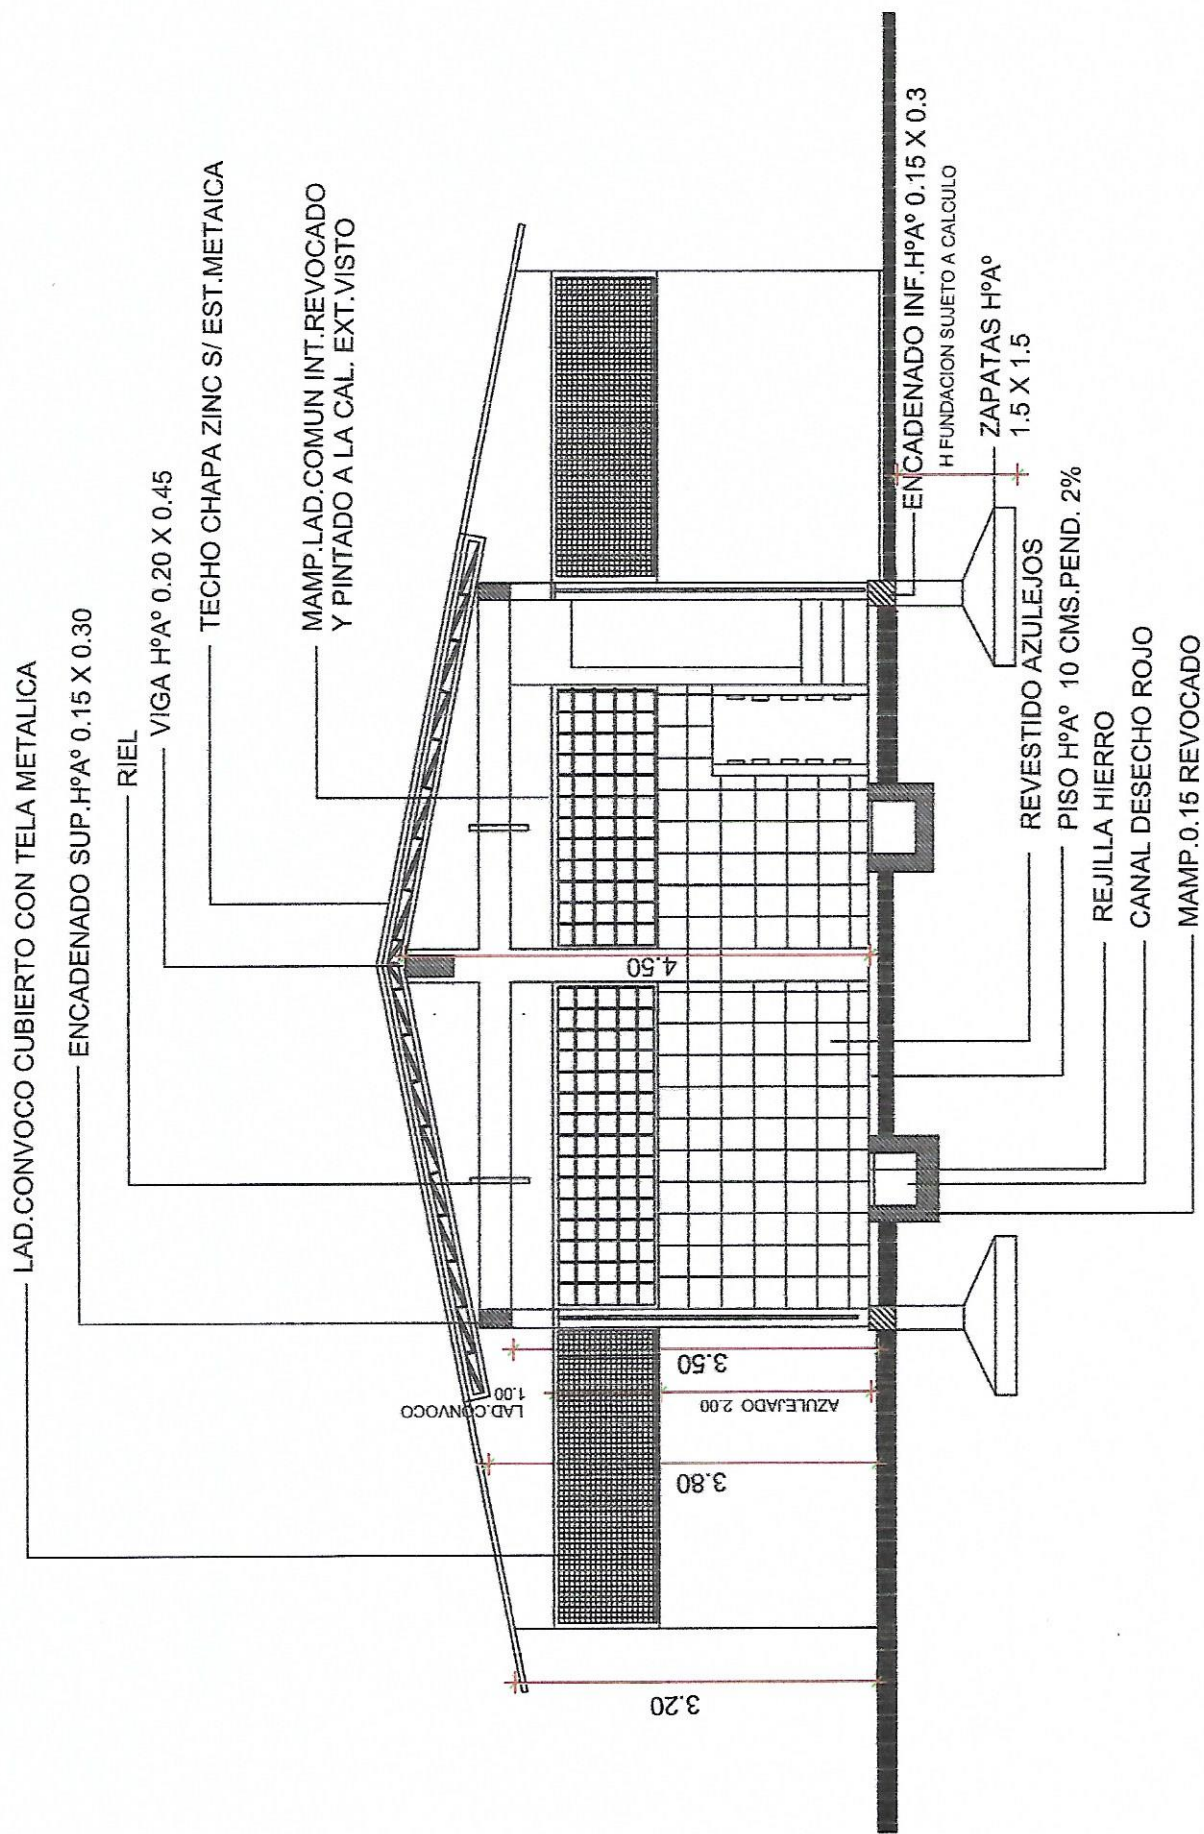 LAD.CONVOCO CUBIERTO CON TELA METALICA
ENCADENADO SUP.HºAº 0.15 X 0.30
RIEL
VIGA HºAº 0.20 X 0.45
TECHO CHAPA ZINC S/ EST.METAICA
MAMP.LAD.COMUN INT.REVOCADO
Y PINTADO A LA CAL. EXT.VISTO
3.20
3.80
LAD.CONVOCO
1.00
AZULEJADO 2.00
3.50
4.50
ENCADENADO INF.HºAº 0.15 X 0.3
H FUNDACION SUJETO A CALCULO
ZAPATAS HºAº
1.5 X 1.5
REVESTIDO AZULEJOS
PISO HºAº 10 CMS.PEND. 2%
REJILLA HIERRO
CANAL DESECHO ROJO
MAMP.0.15 REVOCADO